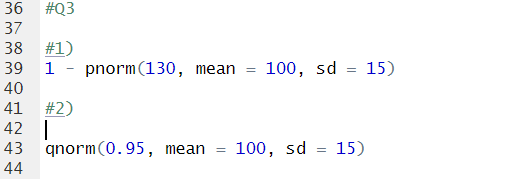 36 #Q3
37
38 #1)
39 1 - pnorm(130, mean = 100, sd = 15)
40
41 #2)
42
43 qnorm(0.95, mean = 100, sd = 15)
44